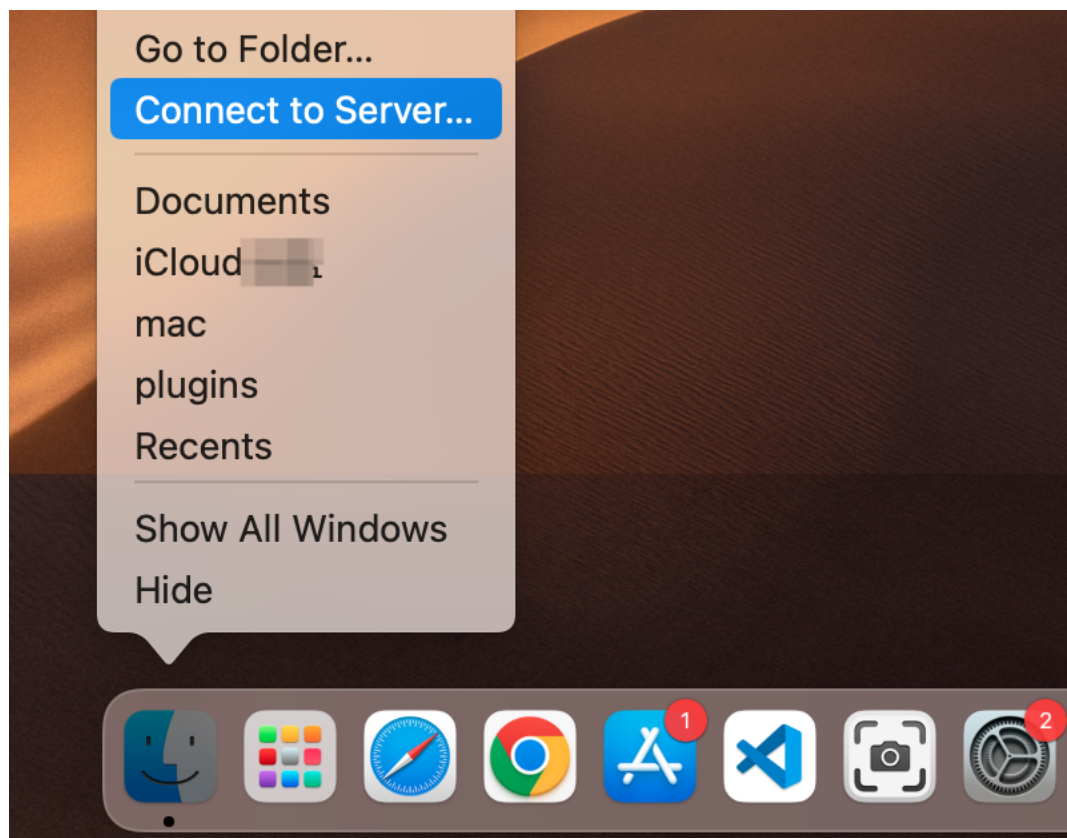 Go to Folder...
Connect to Server...
Documents
iCloud
mac
plugins
Recents
Show All Windows
Hide
1
2